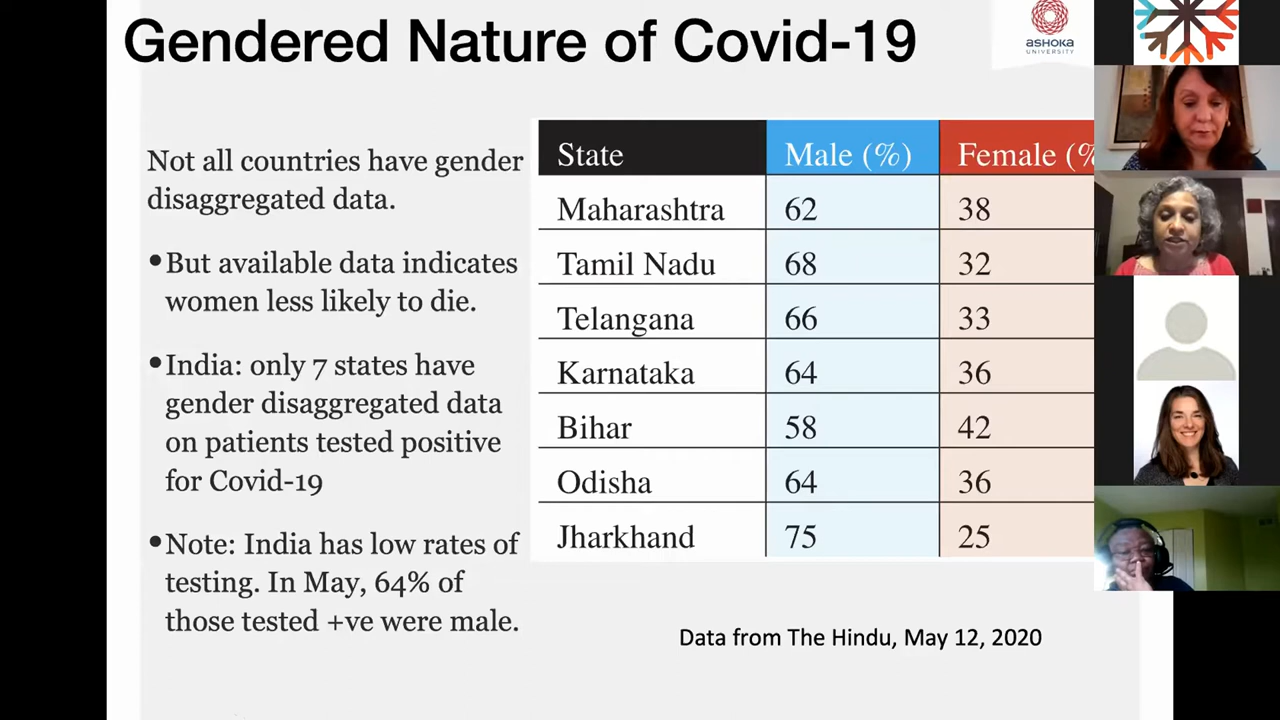 Gendered Nature of Covid-19
ASHOKA
UNIVERSITY
Not all countries have gender
disaggregated data.
•But available data indicates
women less likely to die.
•India: only 7 states have
gender disaggregated data
on patients tested positive
for Covid-19
•Note: India has low rates of
testing. In May, 64% of
those tested +ve were male.
State Male (%) Female (%
Maharashtra 62 38
Tamil Nadu 68 32
Telangana 66 33
Karnataka 64 36
Bihar 58 42
Odisha 64 36
Jharkhand 75 25
Data from The Hindu, May 12, 2020